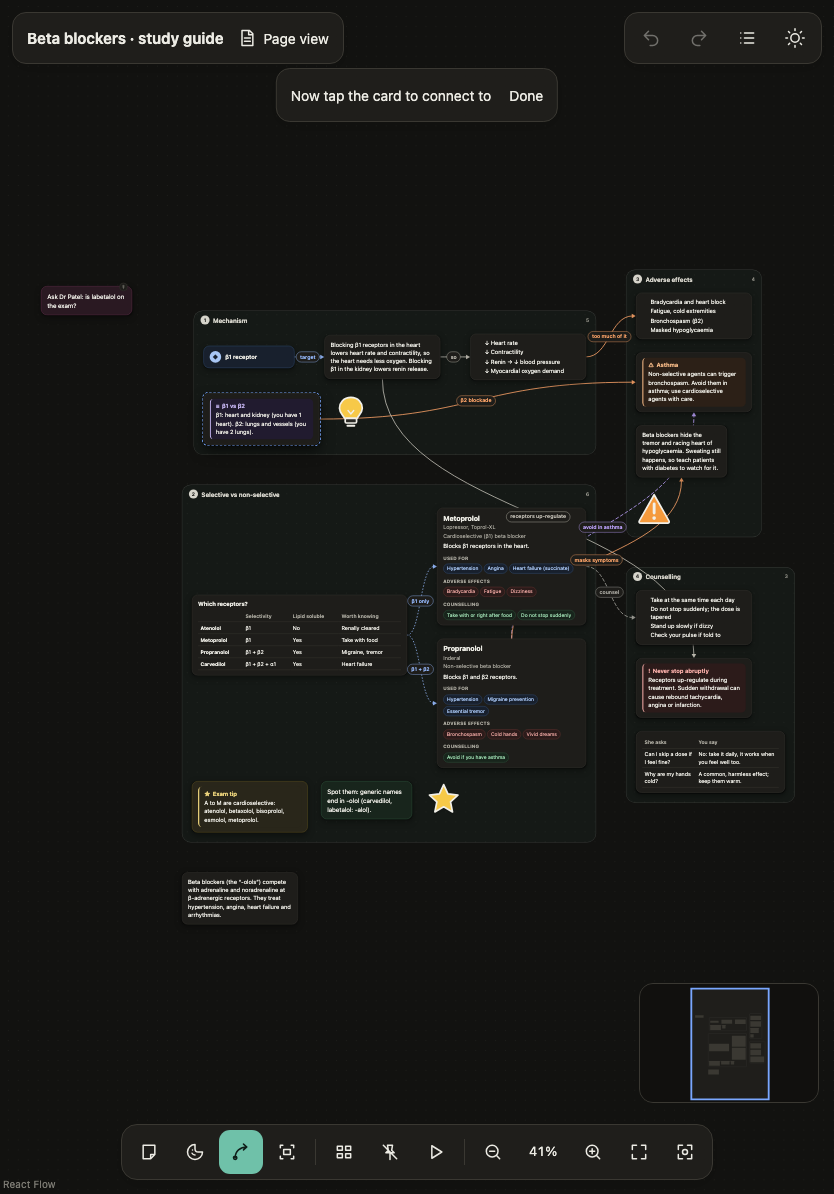 Beta blockers · study guide
Page view
Now tap the card to connect to
Done
Ask Dr Patel: is labetalol on
the exam?
1 Mechanism
5
β1 receptor
target
Blocking β1 receptors in the heart
lowers heart rate and contractility, so
the heart needs less oxygen. Blocking
β1 in the kidney lowers renin release.
so
↓ Heart rate
↓ Contractility
↓ Renin → ↓ blood pressure
↓ Myocardial oxygen demand
too much of it
β1 vs β2
β1: heart and kidney (you have 1
heart). β2: lungs and vessels (you
have 2 lungs).
β2 blockade
3 Adverse effects
4
Bradycardia and heart block
Fatigue, cold extremities
Bronchospasm (β2)
Masked hypoglycaemia
⚠ Asthma
Non-selective agents can trigger
bronchospasm. Avoid them in
asthma; use cardioselective
agents with care.
Beta blockers hide the
tremor and racing heart of
hypoglycaemia. Sweating still
happens, so teach patients
with diabetes to watch for it.
2 Selective vs non-selective
6
receptors up-regulate
avoid in asthma
masks symptoms
counsel
Which receptors?
Selectivity Lipid soluble Worth knowing
Atenolol β1 No Renally cleared
Metoprolol β1 Yes Take with food
Propranolol β1 + β2 Yes Migraine, tremor
Carvedilol β1 + β2 + α1 Yes Heart failure
β1 only
β1 + β2
Metoprolol
Lopressor, Toprol-XL
Cardioselective (β1) beta blocker
Blocks β1 receptors in the heart.
USED FOR
Hypertension Angina Heart failure (succinate)
ADVERSE EFFECTS
Bradycardia Fatigue Dizziness
COUNSELLING
Take with or right after food Do not stop suddenly
Propranolol
Inderal
Non-selective beta blocker
Blocks β1 and β2 receptors.
USED FOR
Hypertension Migraine prevention
Essential tremor
ADVERSE EFFECTS
Bronchospasm Cold hands Vivid dreams
COUNSELLING
Avoid if you have asthma
★ Exam tip
A to M are cardioselective:
atenolol, betaxolol, bisoprolol,
esmolol, metoprolol.
Spot them: generic names
end in -olol (carvedilol,
labetalol: -alol).
4 Counselling
3
Take at the same time each day
Do not stop suddenly; the dose is
tapered
Stand up slowly if dizzy
Check your pulse if told to
! Never stop abruptly
Receptors up-regulate during
treatment. Sudden withdrawal can
cause rebound tachycardia,
angina or infarction.
She asks You say
Can I skip a dose if No: take it daily, it works when
I feel fine? you feel well too.
Why are my hands A common, harmless effect;
cold? keep them warm.
Beta blockers (the "-olols") compete
with adrenaline and noradrenaline at
β-adrenergic receptors. They treat
hypertension, angina, heart failure and
arrhythmias.
41%
React Flow